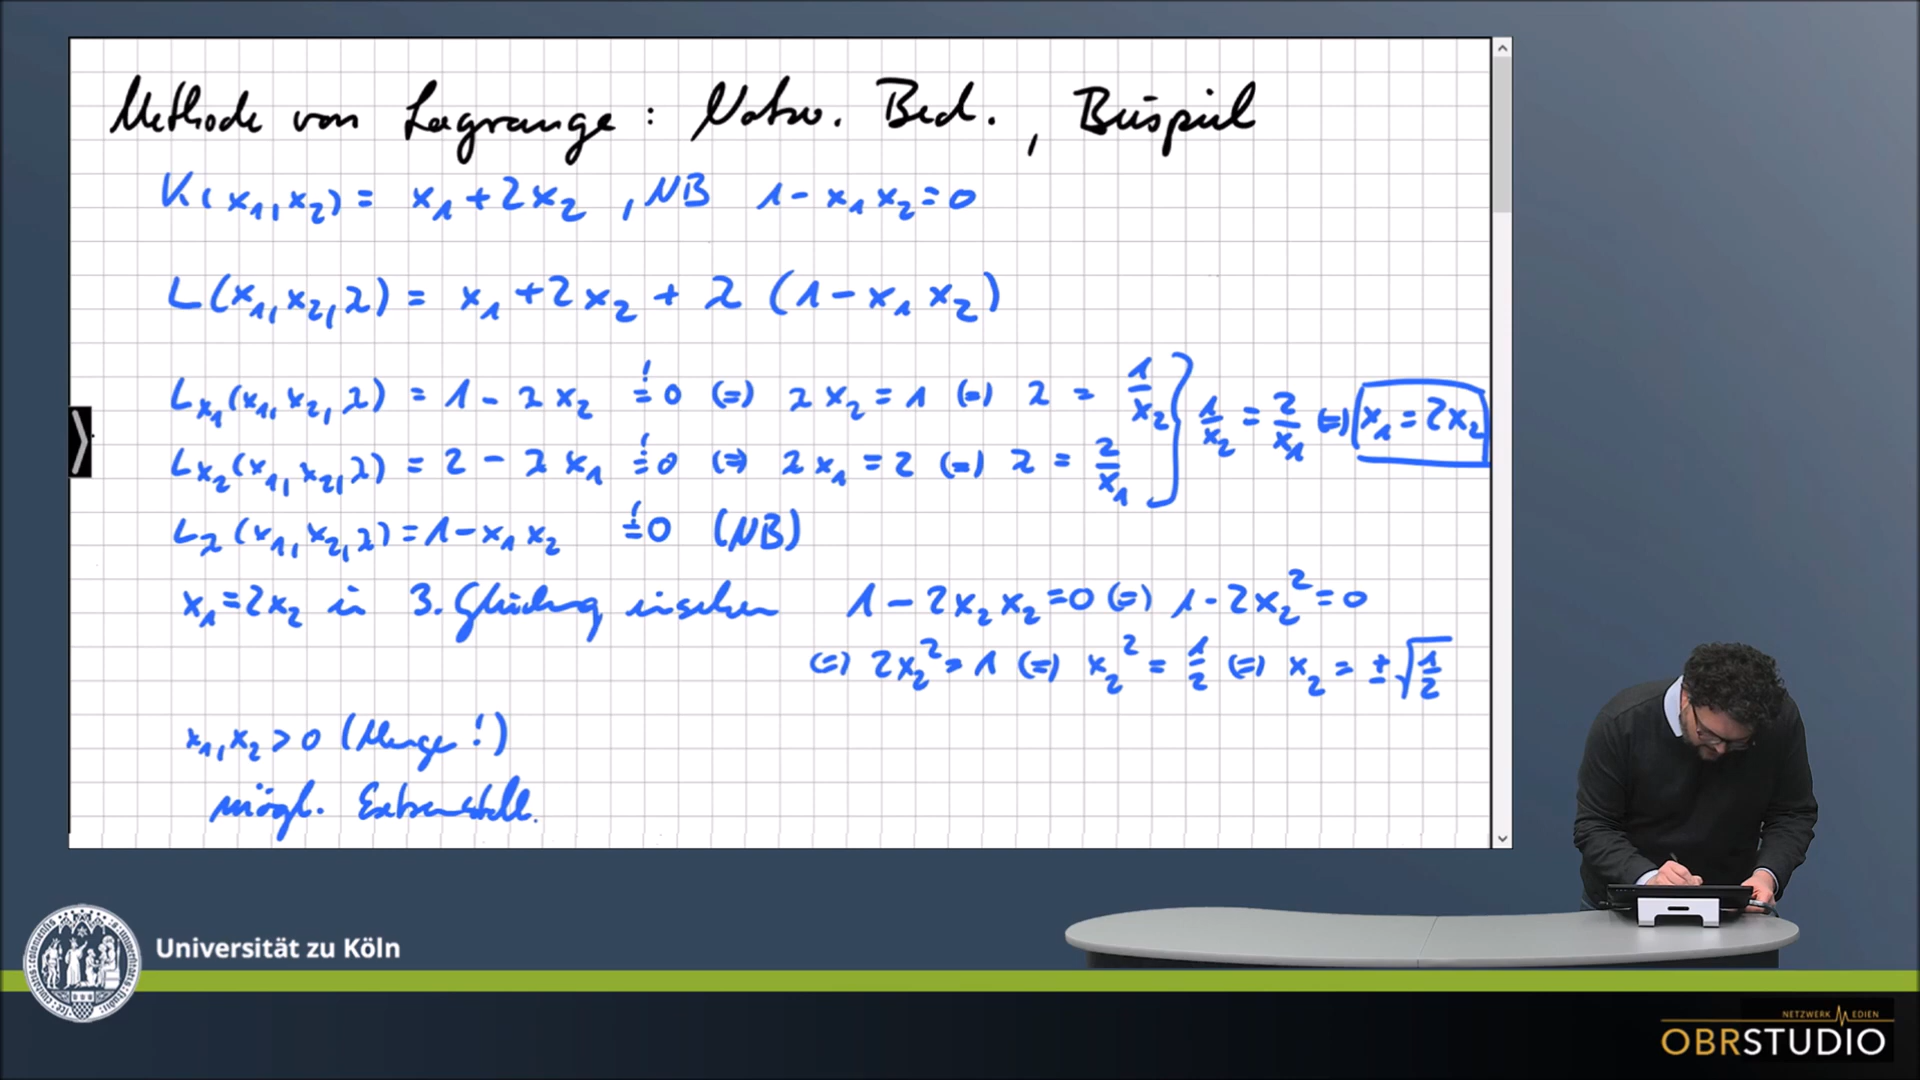 Methode von Lagrange : Notw. Bed. , Beispiel
K(x₁,x₂) = x₁+2x₂ , NB 1-x₁x₂=0
L(x₁,x₂,λ) = x₁+2x₂ + λ (1-x₁x₂)
Lx₁(x₁,x₂,λ) = 1 - λx₂ != 0 (=) λx₂ = 1 (=) λ = 1/x₂ } 1/x₂ = 2/x₁ (=) x₁ = 2x₂
Lx₂(x₁,x₂,λ) = 2 - λx₁ != 0 (=) λx₁ = 2 (=) λ = 2/x₁
Lλ(x₁,x₂,λ) = 1-x₁x₂ != 0 (NB)
x₁=2x₂ in 3. Gleichung einsetzen 1-2x₂x₂=0 (=) 1-2x₂²=0
(=) 2x₂² = 1 (=) x₂² = 1/2 (=) x₂ = ±√1/2
x₁,x₂ > 0 (Menge!)
mögl. Extremstell.
Universität zu Köln
NETZWERK MEDIEN
OBRSTUDIO